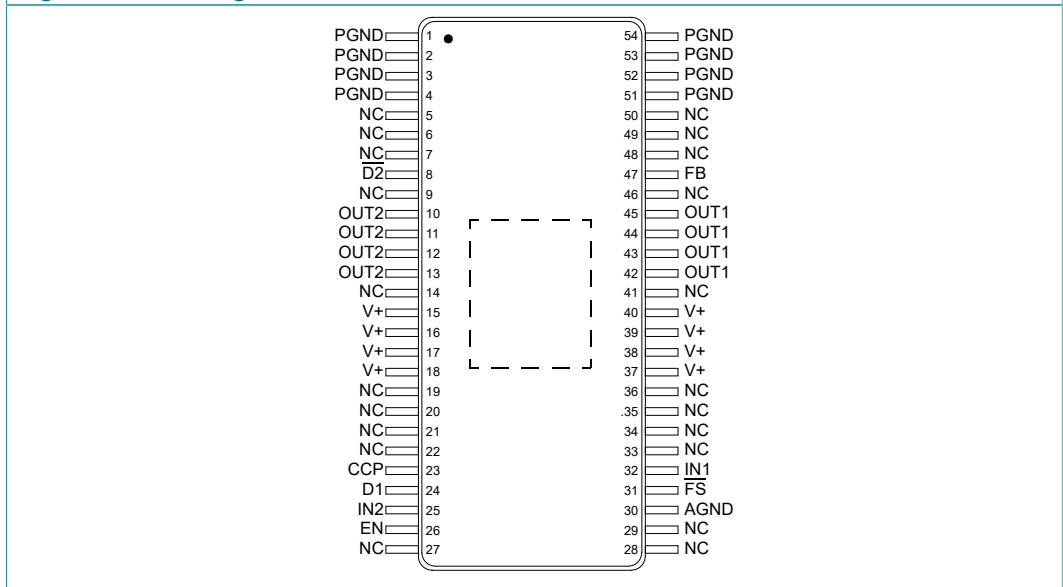 PGND 1 54 PGND
PGND 2 53 PGND
PGND 3 52 PGND
PGND 4 51 PGND
NC 5 50 NC
NC 6 49 NC
NC 7 48 NC
D2 8 47 FB
NC 9 46 NC
OUT2 10 45 OUT1
OUT2 11 44 OUT1
OUT2 12 43 OUT1
OUT2 13 42 OUT1
NC 14 41 NC
V+ 15 40 V+
V+ 16 39 V+
V+ 17 38 V+
V+ 18 37 V+
NC 19 36 NC
NC 20 .35 NC
NC 21 34 NC
NC 22 33 NC
CCP 23 32 IN1
D1 24 31 FS
IN2 25 30 AGND
EN 26 29 NC
NC 27 28 NC